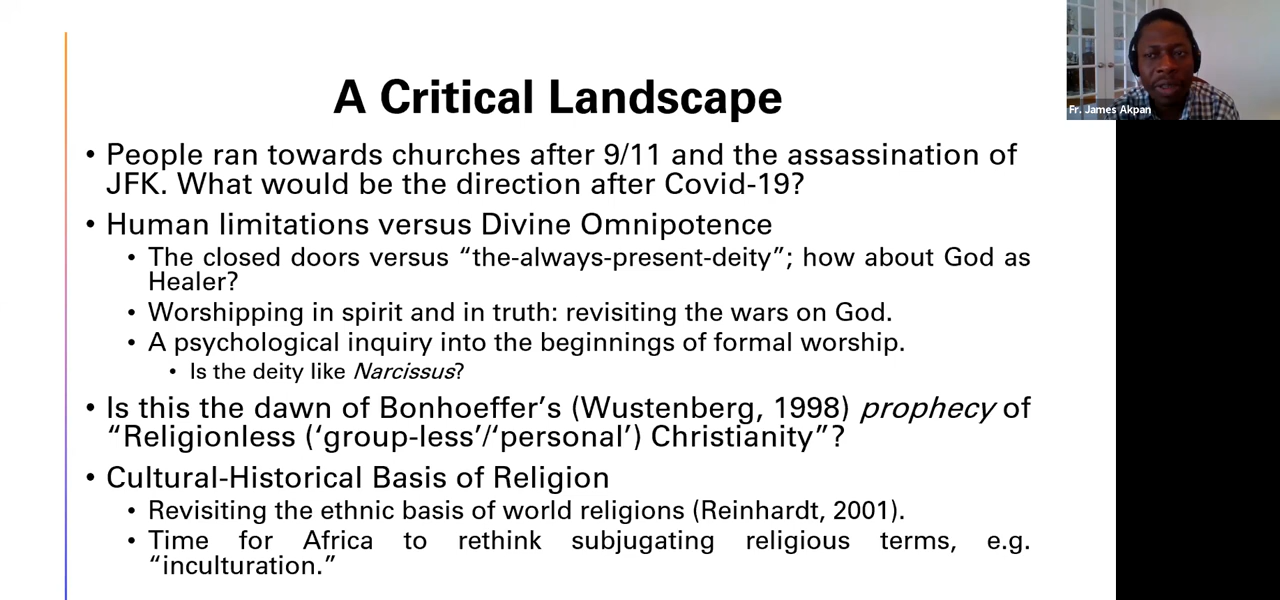 A Critical Landscape
• People ran towards churches after 9/11 and the assassination of
JFK. What would be the direction after Covid-19?
• Human limitations versus Divine Omnipotence
• The closed doors versus “the-always-present-deity”; how about God as
Healer?
• Worshipping in spirit and in truth: revisiting the wars on God.
• A psychological inquiry into the beginnings of formal worship.
• Is the deity like Narcissus?
• Is this the dawn of Bonhoeffer’s (Wustenberg, 1998) prophecy of
“Religionless (‘group-less’/‘personal’) Christianity”?
• Cultural-Historical Basis of Religion
• Revisiting the ethnic basis of world religions (Reinhardt, 2001).
• Time for Africa to rethink subjugating religious terms, e.g.
“inculturation.”
Fr. James Akpan